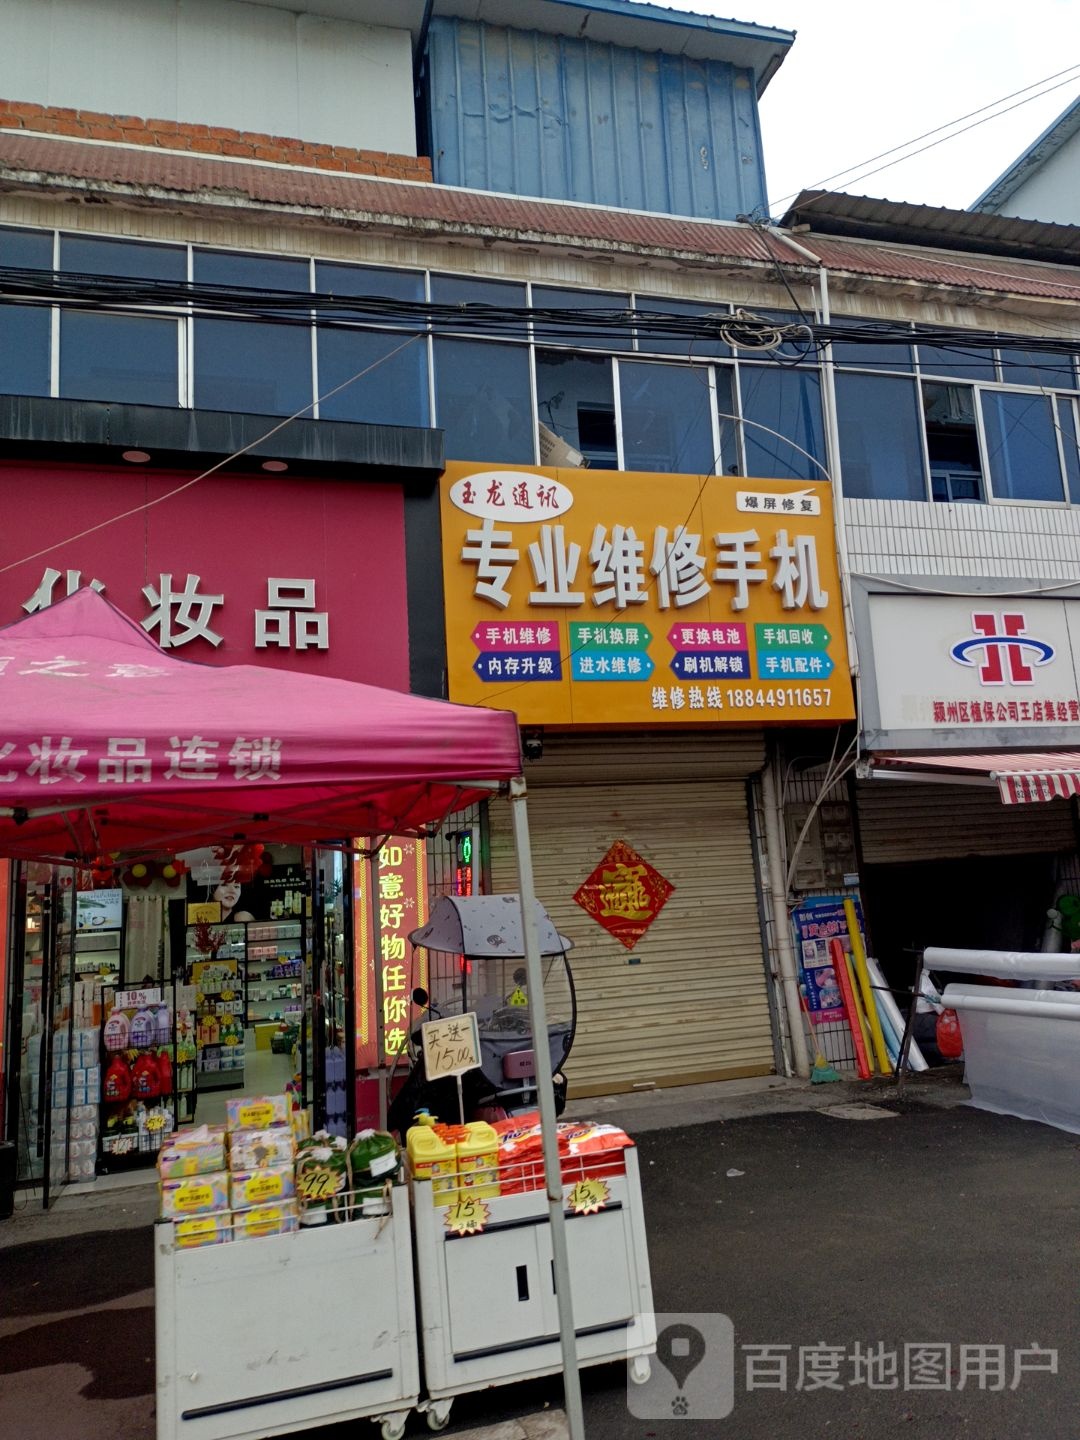 玉龙通讯
爆屏修复
专业维修手机
手机维修
手机换屏
更换电池
手机回收
内存升级
进水维修
刷机解锁
手机配件
维修热线 18844911657
化妆品
化妆品连锁
颍州区植保公司王店集经营
如意好物任你选
10%
买一送一
15.00元
99
15
15
百度地图用户